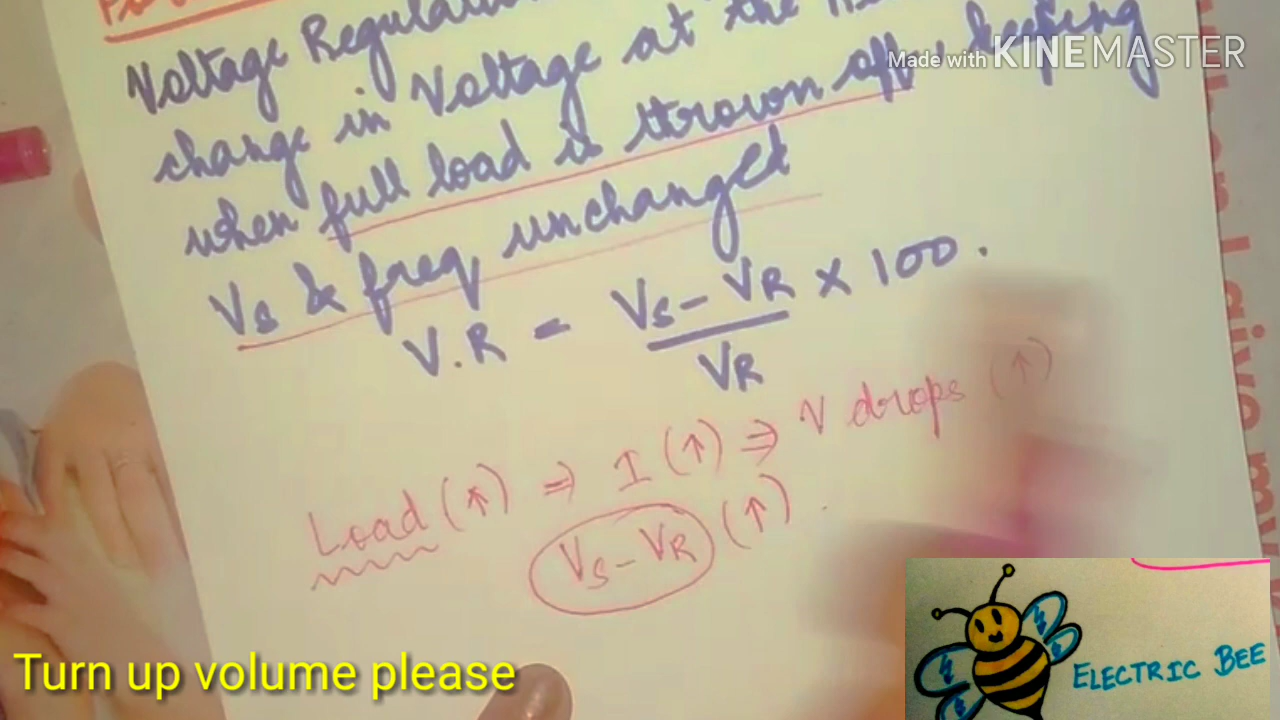 Voltage
change in Voltage at the
when full load is thrown off, keeping
Vs & freq unchanged
V.R = Vs - VR / VR × 100.
Load (↑) ⇒ I (↑) ⇒ V drops (↑)
Vs - VR (↑).
Made with KINEMASTER
Turn up volume please
ELECTRIC BEE